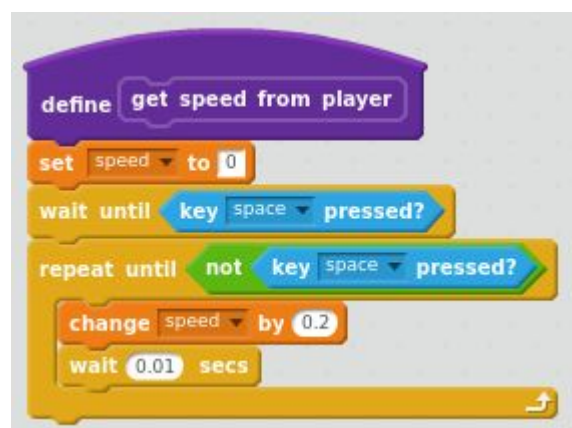 define get speed from player
set speed to 0
wait until key space pressed?
repeat until not key space pressed?
change speed by 0.2
wait 0.01 secs